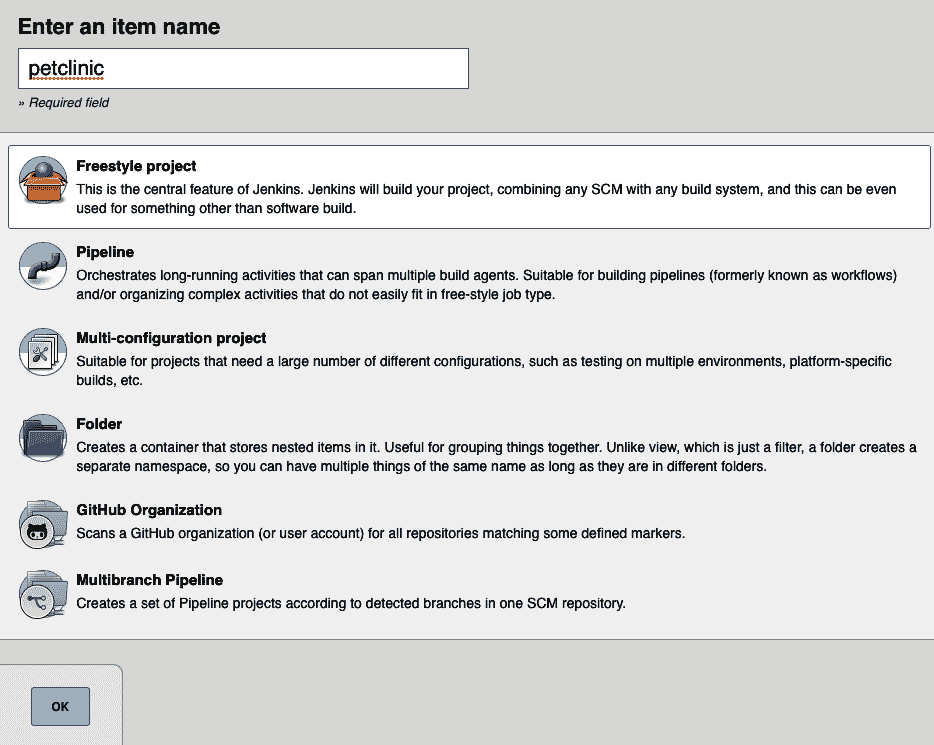 Enter an item name
petclinic
» Required field
Freestyle project
This is the central feature of Jenkins. Jenkins will build your project, combining any SCM with any build system, and this can be even
used for something other than software build.
Pipeline
Orchestrates long-running activities that can span multiple build agents. Suitable for building pipelines (formerly known as workflows)
and/or organizing complex activities that do not easily fit in free-style job type.
Multi-configuration project
Suitable for projects that need a large number of different configurations, such as testing on multiple environments, platform-specific
builds, etc.
Folder
Creates a container that stores nested items in it. Useful for grouping things together. Unlike view, which is just a filter, a folder creates a
separate namespace, so you can have multiple things of the same name as long as they are in different folders.
GitHub Organization
Scans a GitHub organization (or user account) for all repositories matching some defined markers.
Multibranch Pipeline
Creates a set of Pipeline projects according to detected branches in one SCM repository.
OK